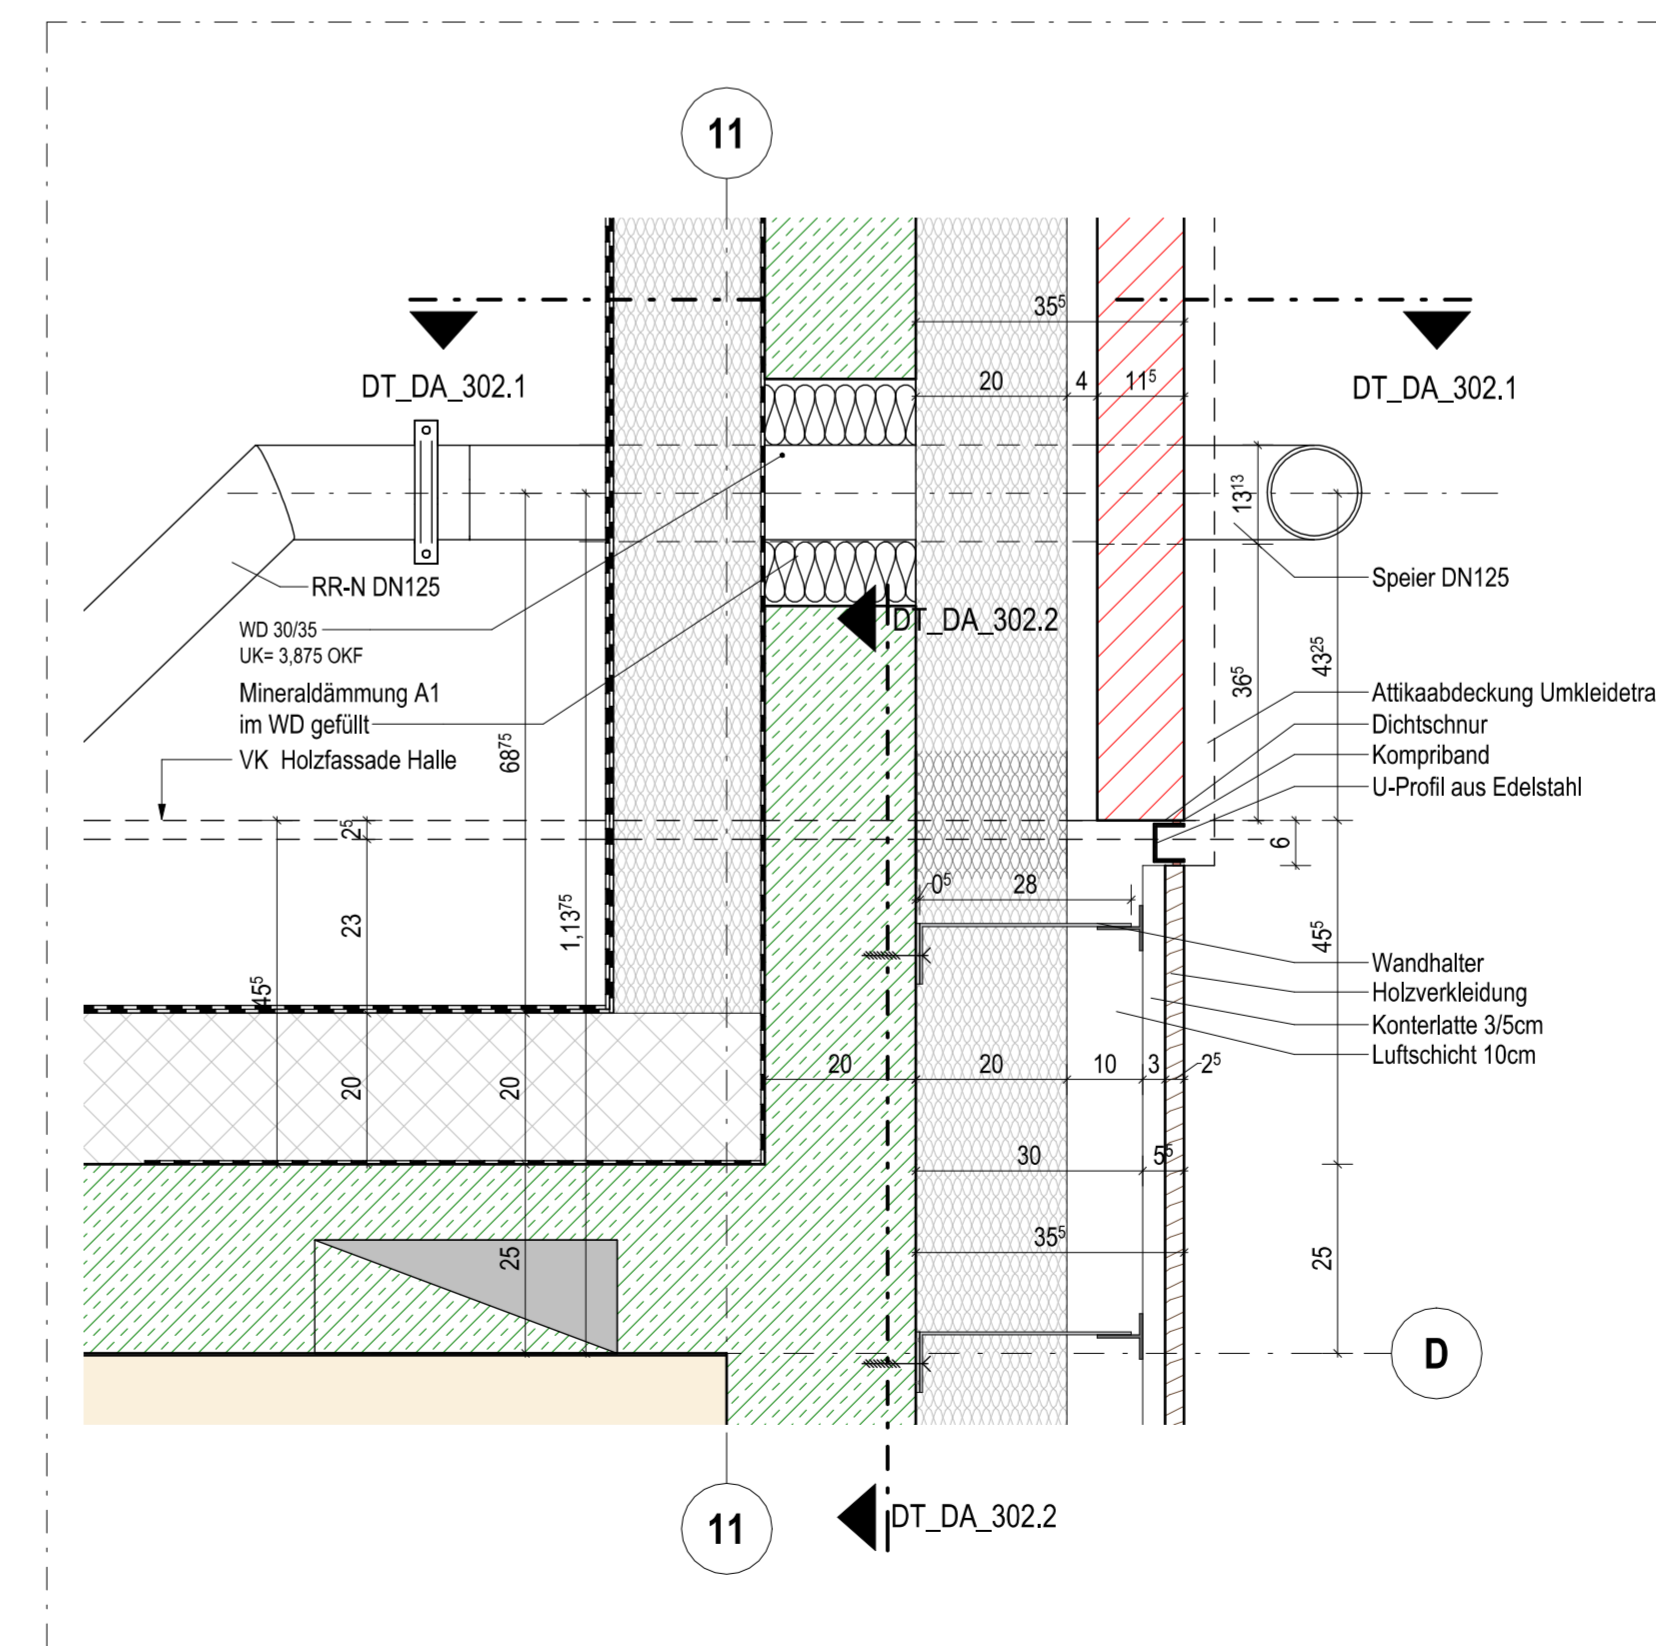 11
35⁵
20
4
11⁵
DT_DA_302.1
DT_DA_302.1
13¹³
RR-N DN125
Speier DN125
WD 30/35
UK= 3,875 OKF
DT_DA_302.2
Mineraldämmung A1
im WD gefüllt
VK Holzfassade Halle
68⁷⁵
36⁵
43²⁵
Attikaabdeckung Umkleidetra
Dichtschnur
Kompriband
U-Profil aus Edelstahl
2⁵
6
0⁵
28
23
1,13⁷⁵
45⁵
45⁵
Wandhalter
Holzverkleidung
Konterlatte 3/5cm
Luftschicht 10cm
20
20
20
20
10
3
2⁵
30
5⁵
35⁵
25
25
D
11
DT_DA_302.2